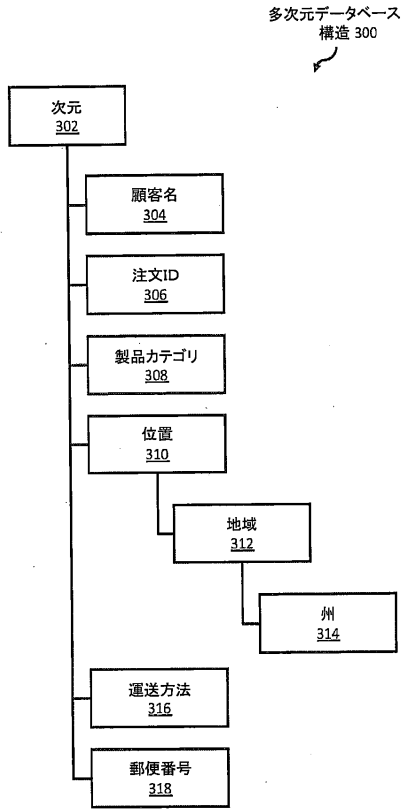 多次元データベース
構造 300
次元
302
顧客名
304
注文ID
306
製品カテゴリ
308
位置
310
地域
312
州
314
運送方法
316
郵便番号
318